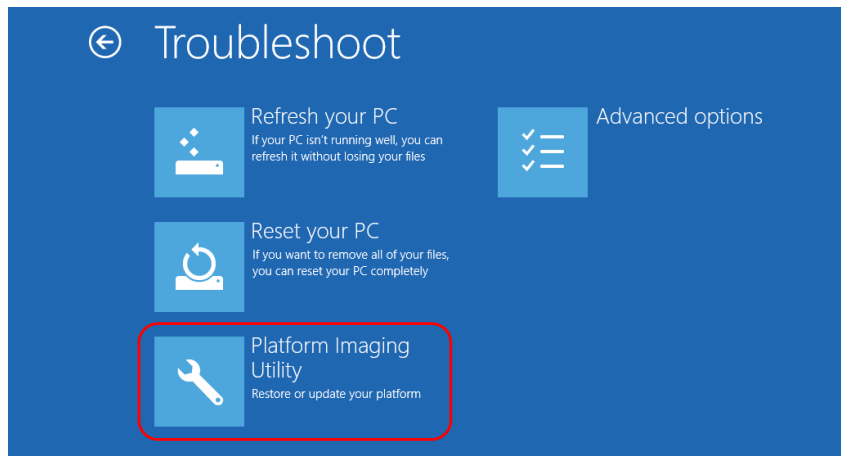 Troubleshoot
Refresh your PC
If your PC isn't running well, you can
refresh it without losing your files
Advanced options
Reset your PC
If you want to remove all of your files,
you can reset your PC completely
Platform Imaging
Utility
Restore or update your platform